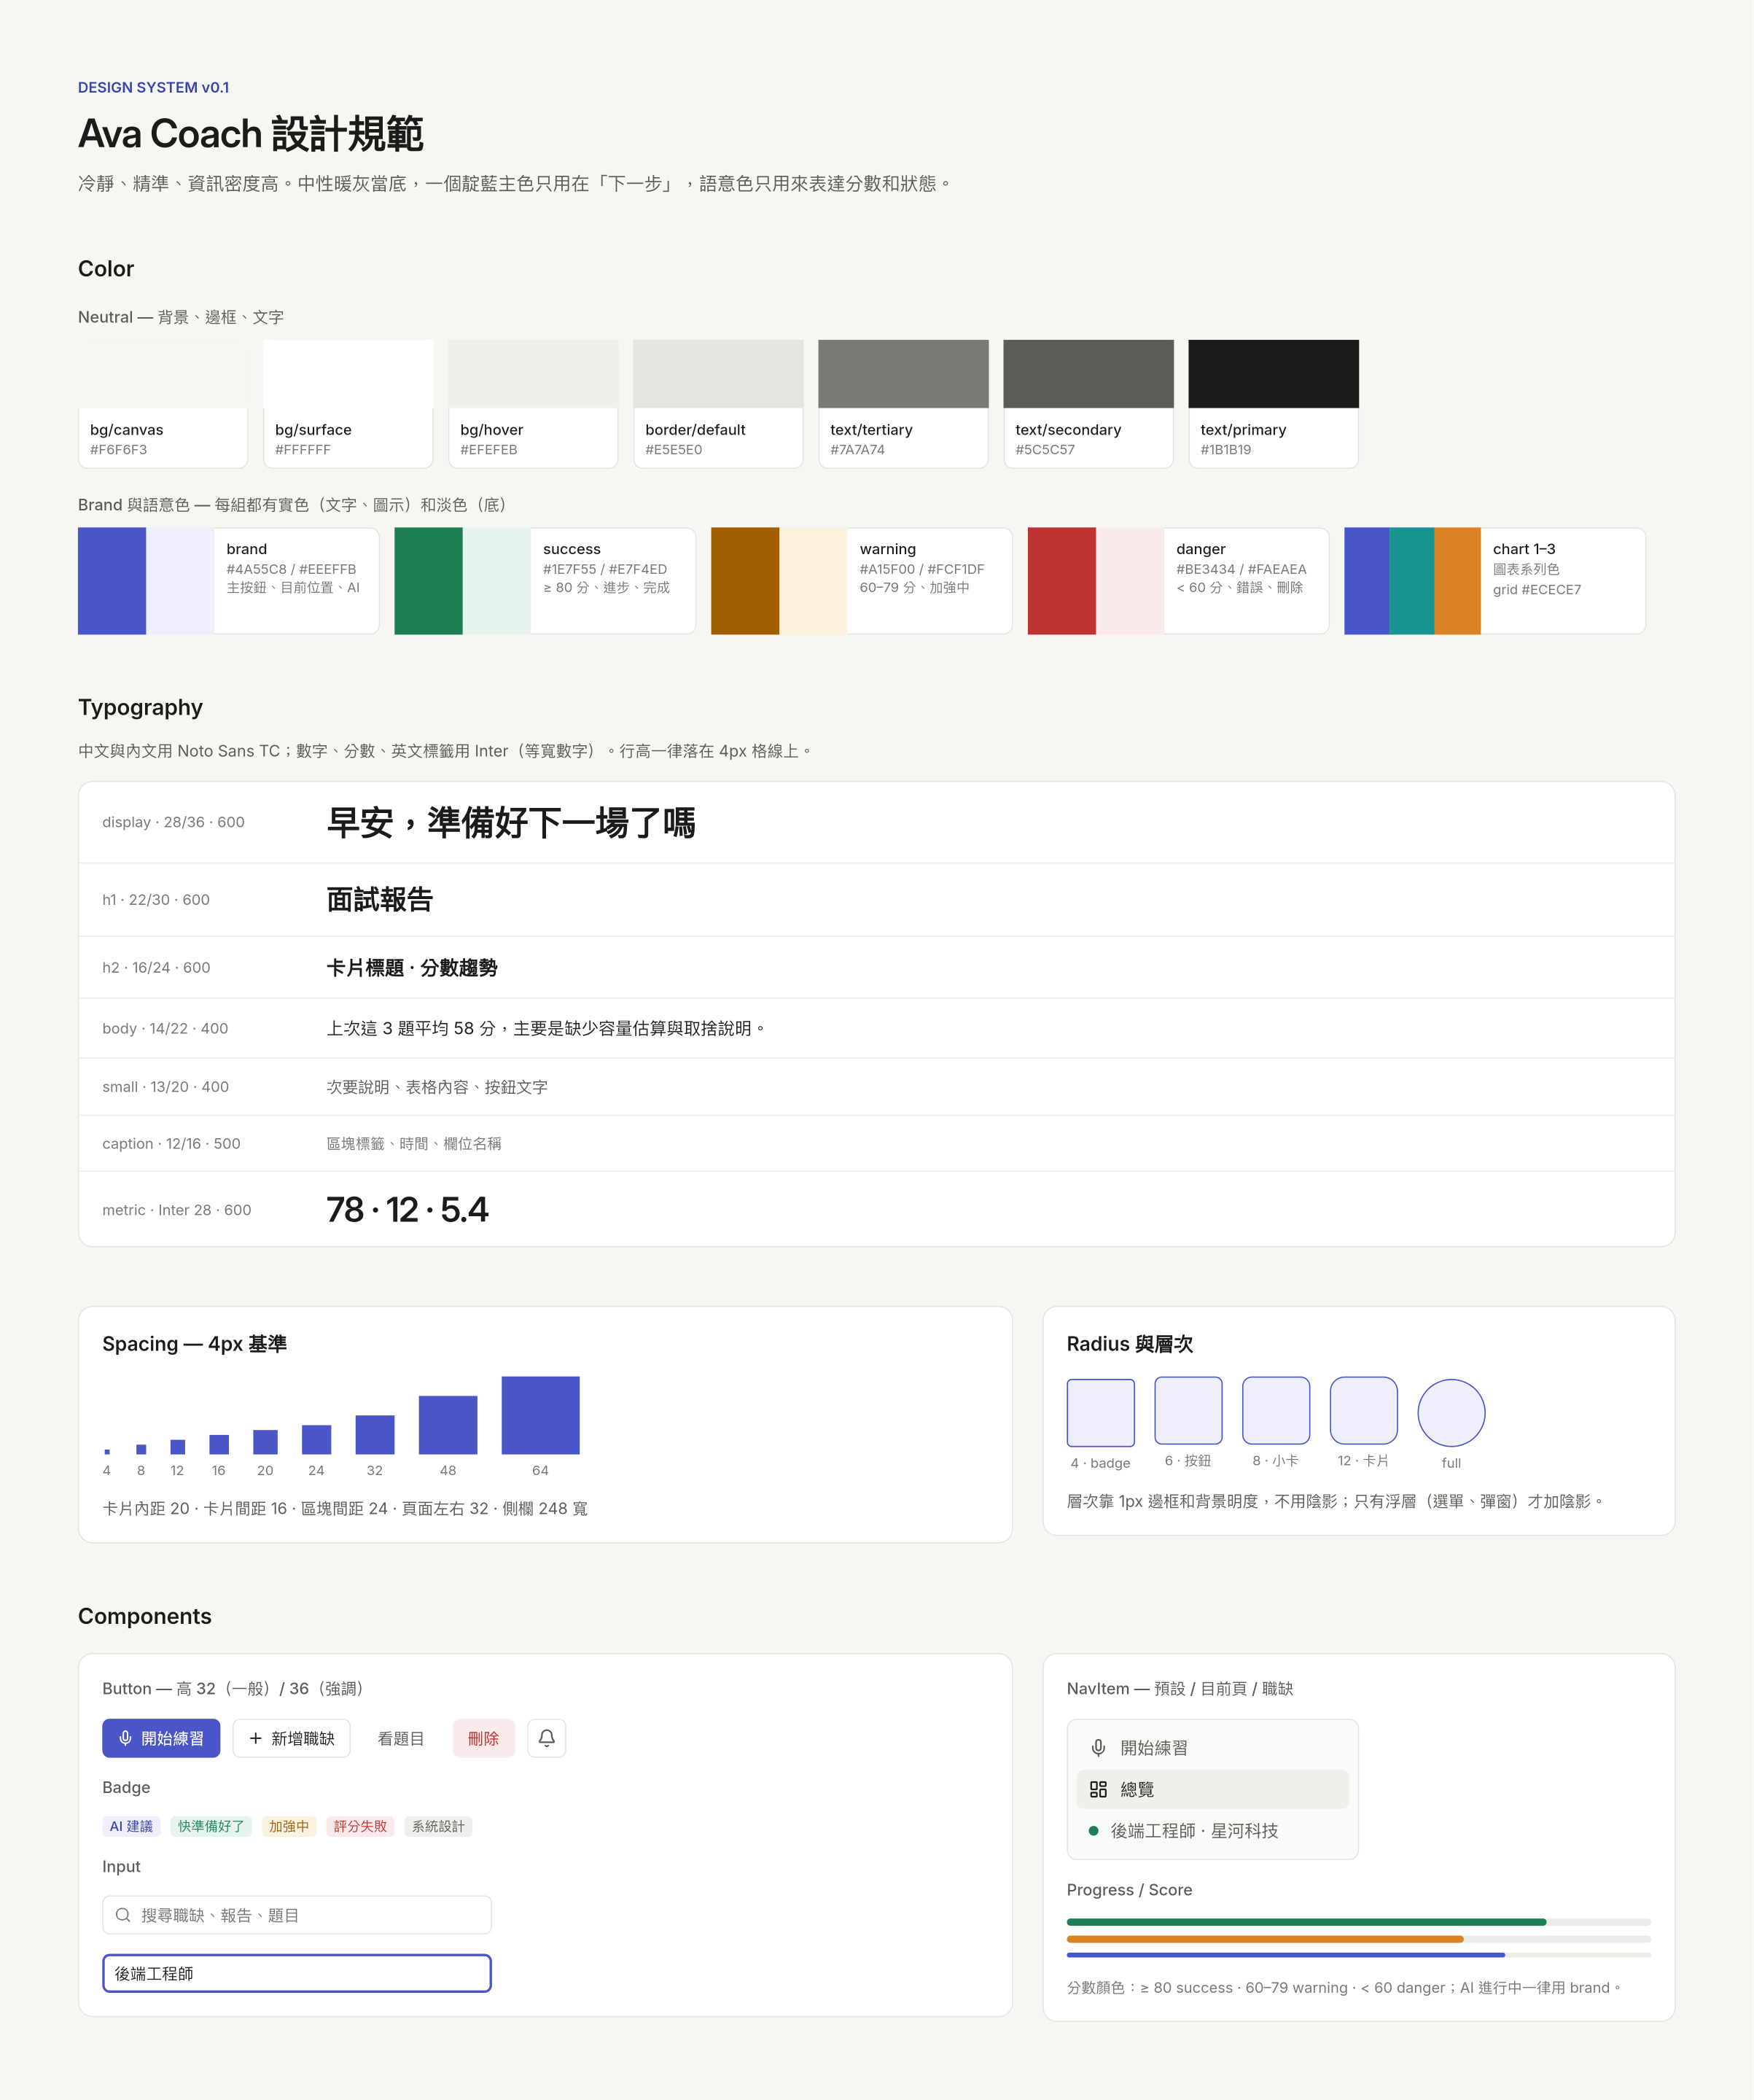 DESIGN SYSTEM v0.1
Ava Coach 設計規範
冷靜、精準、資訊密度高。中性暖灰當底，一個靛藍主色只用在「下一步」，語意色只用來表達分數和狀態。
Color
Neutral — 背景、邊框、文字
bg/canvas
#F6F6F3
bg/surface
#FFFFFF
bg/hover
#EFEFEB
border/default
#E5E5E0
text/tertiary
#7A7A74
text/secondary
#5C5C57
text/primary
#1B1B19
Brand 與語意色 — 每組都有實色（文字、圖示）和淡色（底）
brand
#4A55C8 / #EEEFFB
主按鈕、目前位置、AI
success
#1E7F55 / #E7F4ED
≥ 80 分、進步、完成
warning
#A15F00 / #FCF1DF
60–79 分、加強中
danger
#BE3434 / #FAEAEA
< 60 分、錯誤、刪除
chart 1–3
圖表系列色
grid #ECECE7
Typography
中文與內文用 Noto Sans TC；數字、分數、英文標籤用 Inter（等寬數字）。行高一律落在 4px 格線上。
display · 28/36 · 600
早安，準備好下一場了嗎
h1 · 22/30 · 600
面試報告
h2 · 16/24 · 600
卡片標題 · 分數趨勢
body · 14/22 · 400
上次這 3 題平均 58 分，主要是缺少容量估算與取捨說明。
small · 13/20 · 400
次要說明、表格內容、按鈕文字
caption · 12/16 · 500
區塊標籤、時間、欄位名稱
metric · Inter 28 · 600
78 · 12 · 5.4
Spacing — 4px 基準
4 8 12 16 20 24 32 48 64
卡片內距 20 · 卡片間距 16 · 區塊間距 24 · 頁面左右 32 · 側欄 248 寬
Radius 與層次
4 · badge
6 · 按鈕
8 · 小卡
12 · 卡片
full
層次靠 1px 邊框和背景明度，不用陰影；只有浮層（選單、彈窗）才加陰影。
Components
Button — 高 32（一般）/ 36（強調）
開始練習
新增職缺
看題目
刪除
Badge
AI 建議
快準備好了
加強中
評分失敗
系統設計
Input
搜尋職缺、報告、題目
後端工程師
NavItem — 預設 / 目前頁 / 職缺
開始練習
總覽
後端工程師 · 星河科技
Progress / Score
分數顏色：≥ 80 success · 60–79 warning · < 60 danger；AI 進行中一律用 brand。